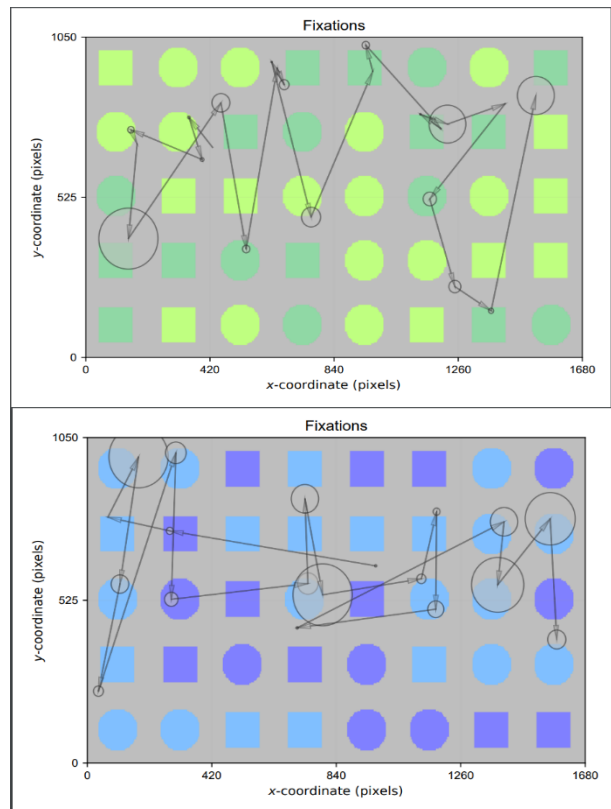 Fixations
1050
525
0
y-coordinate (pixels)
0 420 840 1260 1680
x-coordinate (pixels)
Fixations
1050
525
0
y-coordinate (pixels)
0 420 840 1260 1680
x-coordinate (pixels)